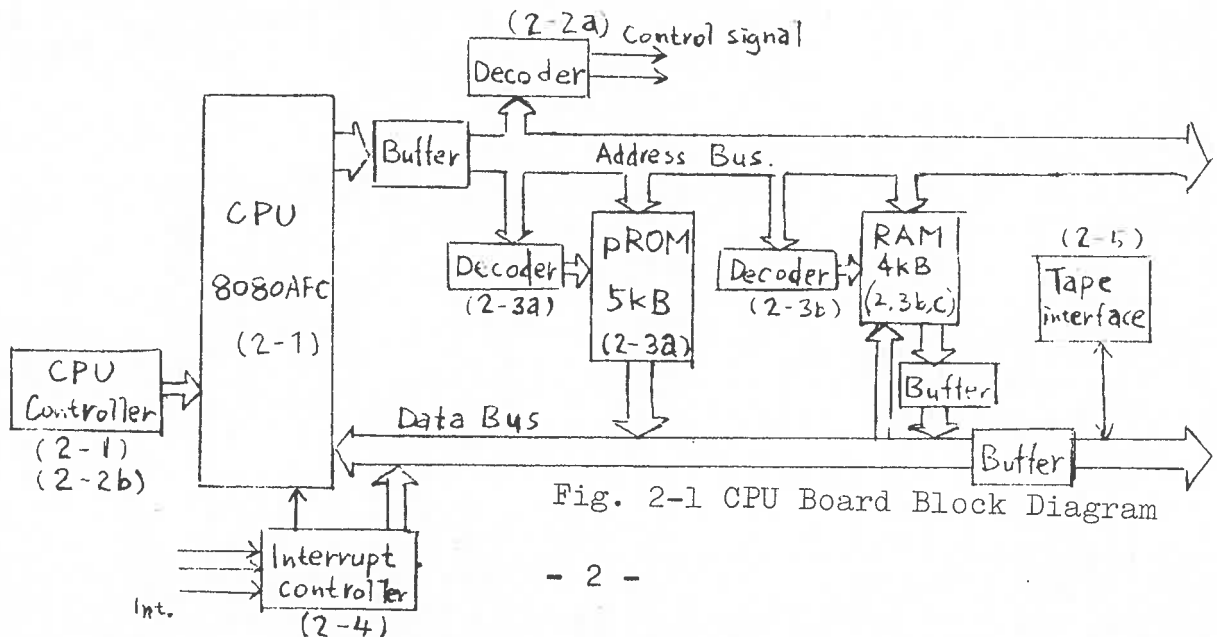 (2-2a)
Control signal
Decoder
Buffer
Address Bus.
CPU
8080AFC
(2-1)
Decoder
(2-3a)
pROM
5kB
(2-3a)
Decoder
(2-3b)
RAM
4kB
(2,3b,c)
(2-5)
Tape
interface
CPU
Controller
(2-1)
(2-2b)
Buffer
Data Bus
Buffer
Fig. 2-1 CPU Board Block Diagram
Interrupt
controller
(2-4)
Int.
- 2 -